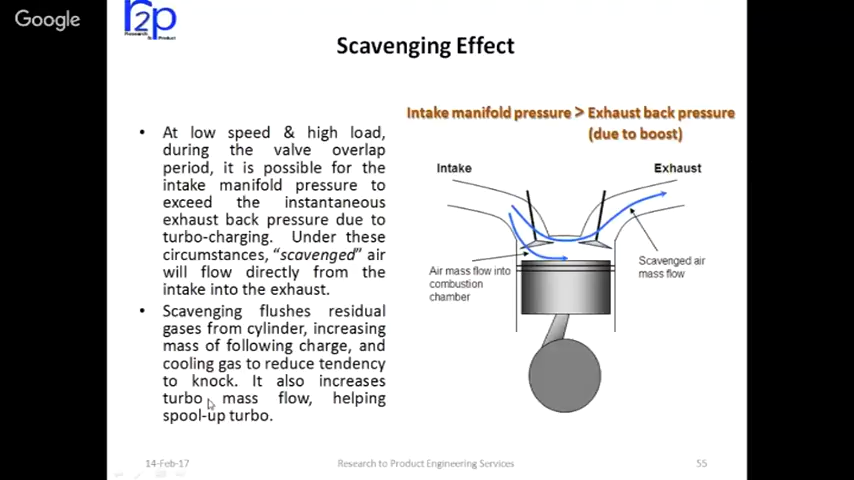 Google
r2p
Research to Product
Scavenging Effect
• At low speed & high load,
during the valve overlap
period, it is possible for the
intake manifold pressure to
exceed the instantaneous
exhaust back pressure due to
turbo-charging. Under these
circumstances, “scavenged” air
will flow directly from the
intake into the exhaust.
• Scavenging flushes residual
gases from cylinder, increasing
mass of following charge, and
cooling gas to reduce tendency
to knock. It also increases
turbo mass flow, helping
spool-up turbo.
Intake manifold pressure > Exhaust back pressure
(due to boost)
Intake
Exhaust
Air mass flow into
combustion
chamber
Scavenged air
mass flow
14-Feb-17
Research to Product Engineering Services
55